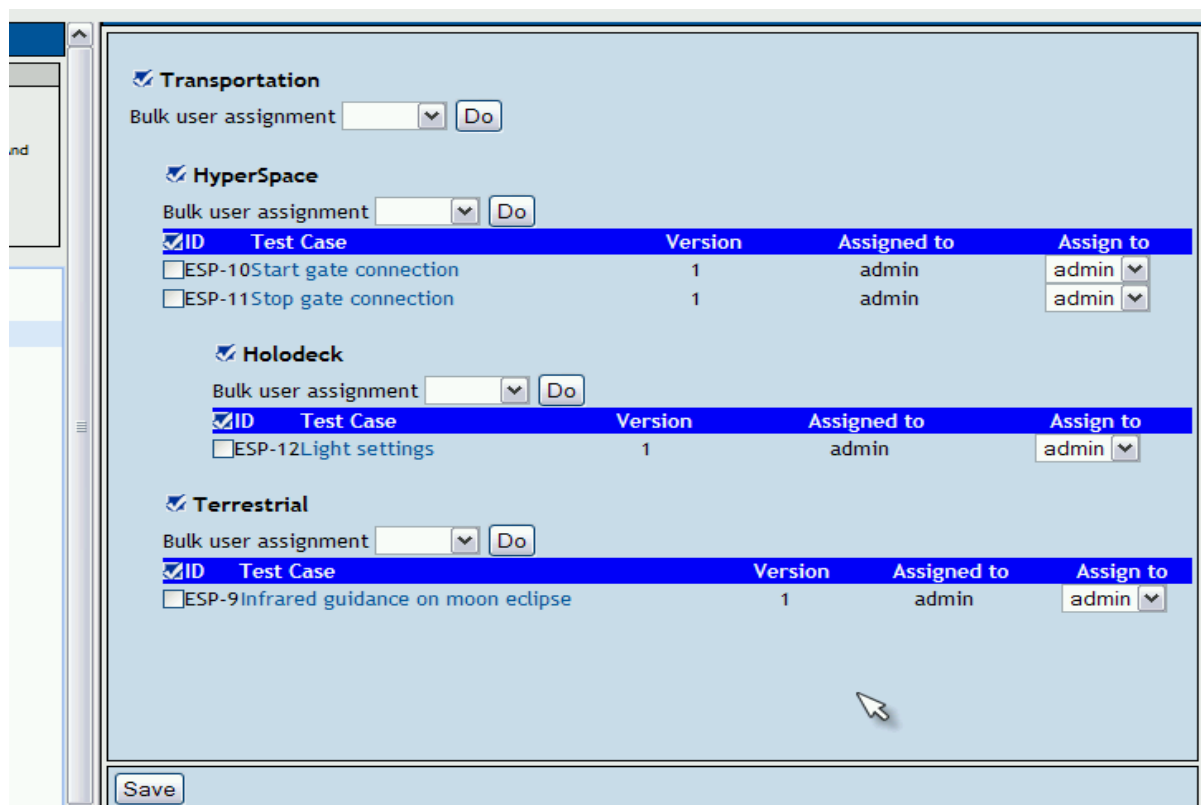 And
Transportation
Bulk user assignment Do
HyperSpace
Bulk user assignment Do
ID Test Case Version Assigned to Assign to
ESP-10Start gate connection 1 admin admin
ESP-11Stop gate connection 1 admin admin
Holodeck
Bulk user assignment Do
ID Test Case Version Assigned to Assign to
ESP-12Light settings 1 admin admin
Terrestrial
Bulk user assignment Do
ID Test Case Version Assigned to Assign to
ESP-9Infrared guidance on moon eclipse 1 admin admin
Save